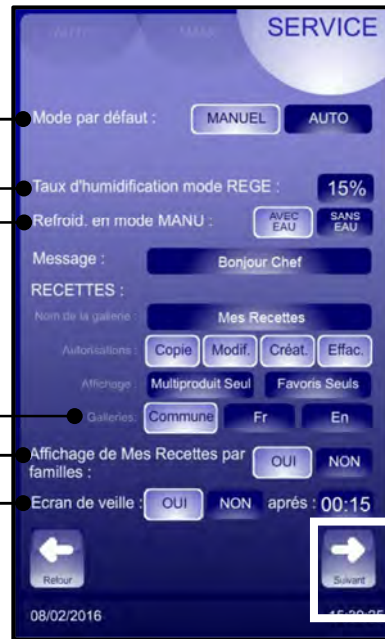 AUTO MANU SERVICE
Mode par défaut : MANUEL AUTO
Taux d'humidification mode REGE : 15%
Refroid. en mode MANU : AVEC EAU SANS EAU
Message : Bonjour Chef
RECETTES :
Nom de la gallerie : Mes Recettes
Autorisations : Copie Modif. Créat. Effac.
Affichage : Multiproduit Seul Favoris Seuls
Galleries: Commune Fr En
Affichage de Mes Recettes par
familles : OUI NON
Ecran de veille : OUI NON aprés : 00:15
Retour Suivant
08/02/2016